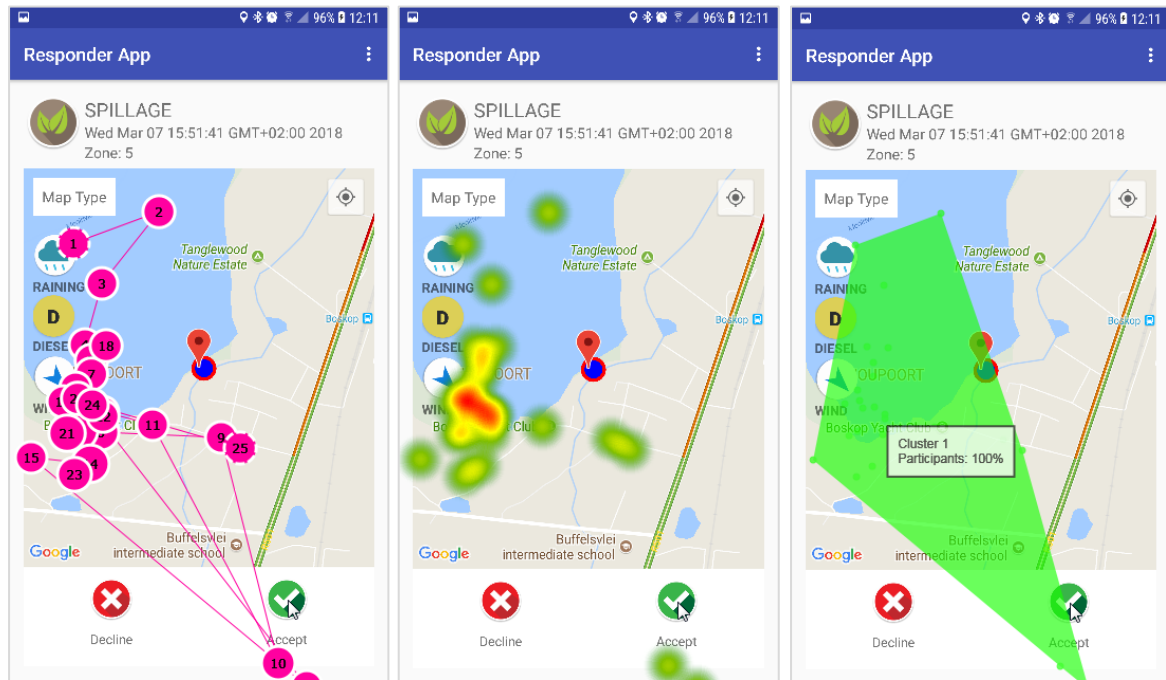 96% 12:11
Responder App
SPILLAGE
Wed Mar 07 15:51:41 GMT+02:00 2018
Zone: 5
Map Type
2
1
Tanglewood
Nature Estate
3
RAINING
D
Boskop
DIESE
18
7
OORT
24
WI
11
21
9
25
15
23
Buffelsvlei
intermediate school
Google
Decline
Accept
10
96% 12:11
Responder App
SPILLAGE
Wed Mar 07 15:51:41 GMT+02:00 2018
Zone: 5
Map Type
Tanglewood
Nature Estate
RAINING
D
Boskop
DIESEL
OORT
WIN
Bo t Club
Buffelsvlei
intermediate school
Google
Decline
Accept
96% 12:11
Responder App
SPILLAGE
Wed Mar 07 15:51:41 GMT+02:00 2018
Zone: 5
Map Type
Tanglewood
Nature Estate
RAINING
D
Boskop
DIESEL
OUPOORT
WIND
Boskop Yacht Club
Cluster 1
Participants: 100%
Buffelsvlei
intermediate school
Google
Decline
Accept